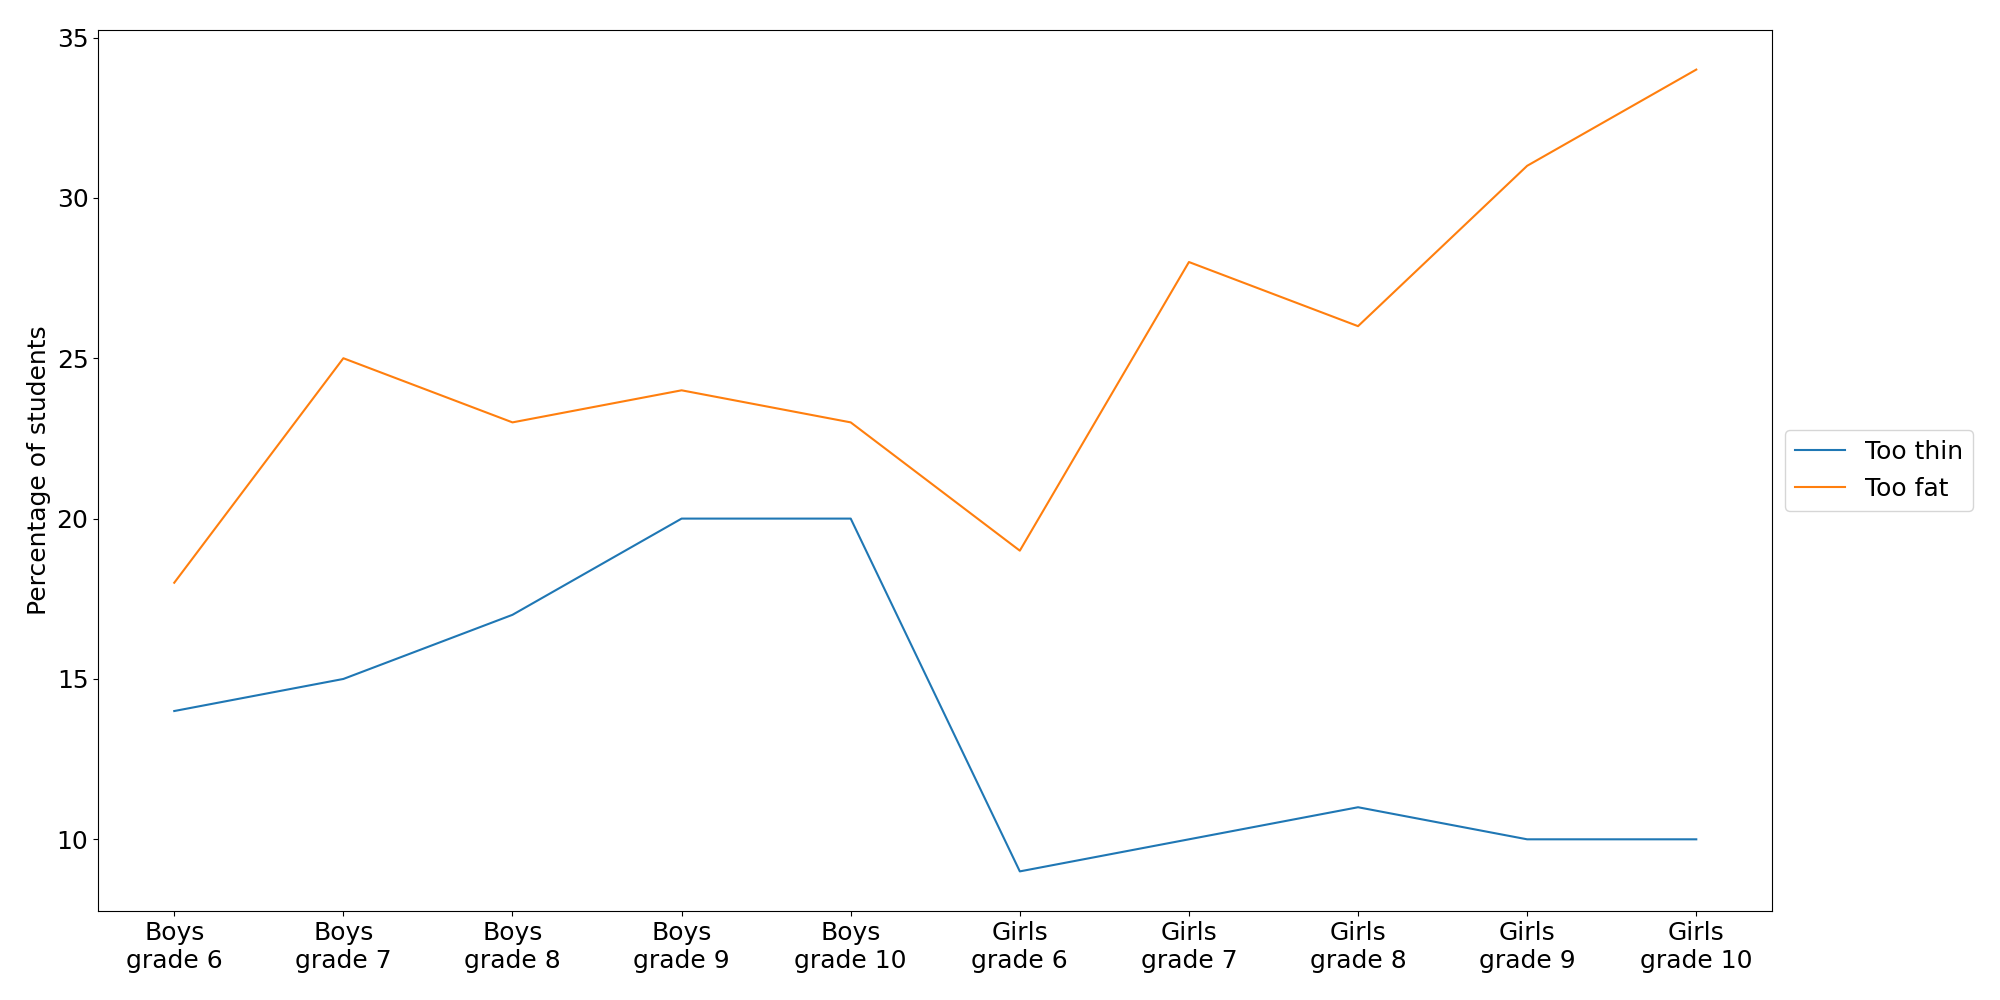 35
30
25
20
15
10
Percentage of students
Boys
grade 6
Boys
grade 7
Boys
grade 8
Boys
grade 9
Boys
grade 10
Girls
grade 6
Girls
grade 7
Girls
grade 8
Girls
grade 9
Girls
grade 10
Too thin
Too fat